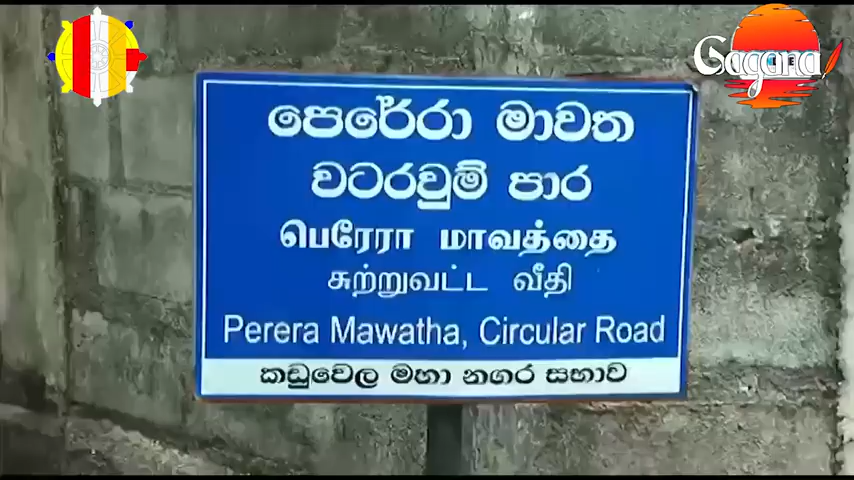 Gagana
පෙරේරා මාවත
වටරවුම් පාර
பெரேரா மாவத்தை
சுற்றுவட்ட வீதி
Perera Mawatha, Circular Road
කඩුවෙල මහා නගර සභාව